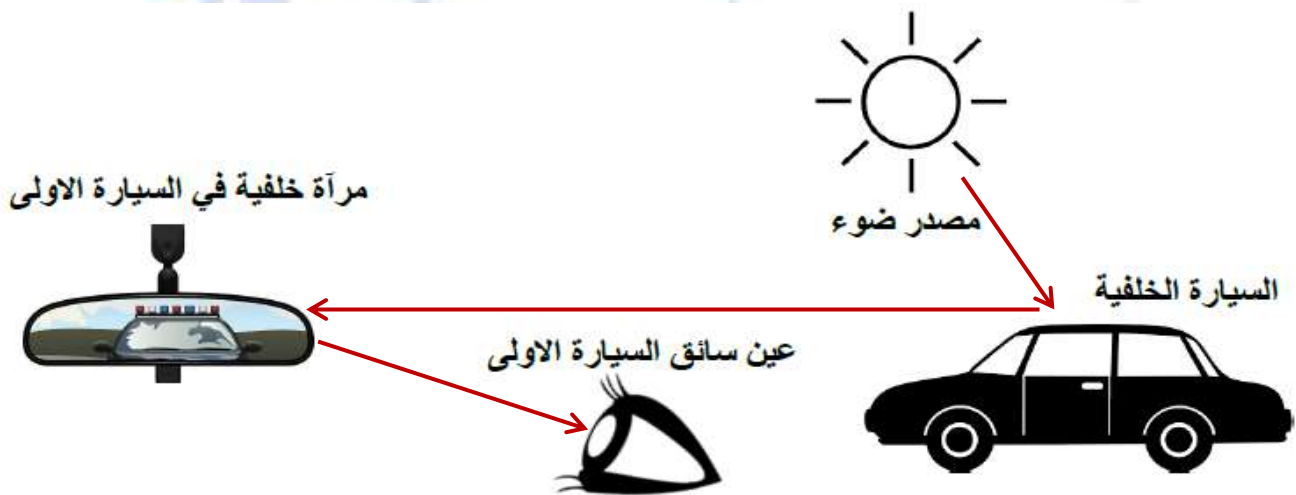 مرآة خلفية في السيارة الاولى
مصدر ضوء
السيارة الخلفية
عين سائق السيارة الاولى